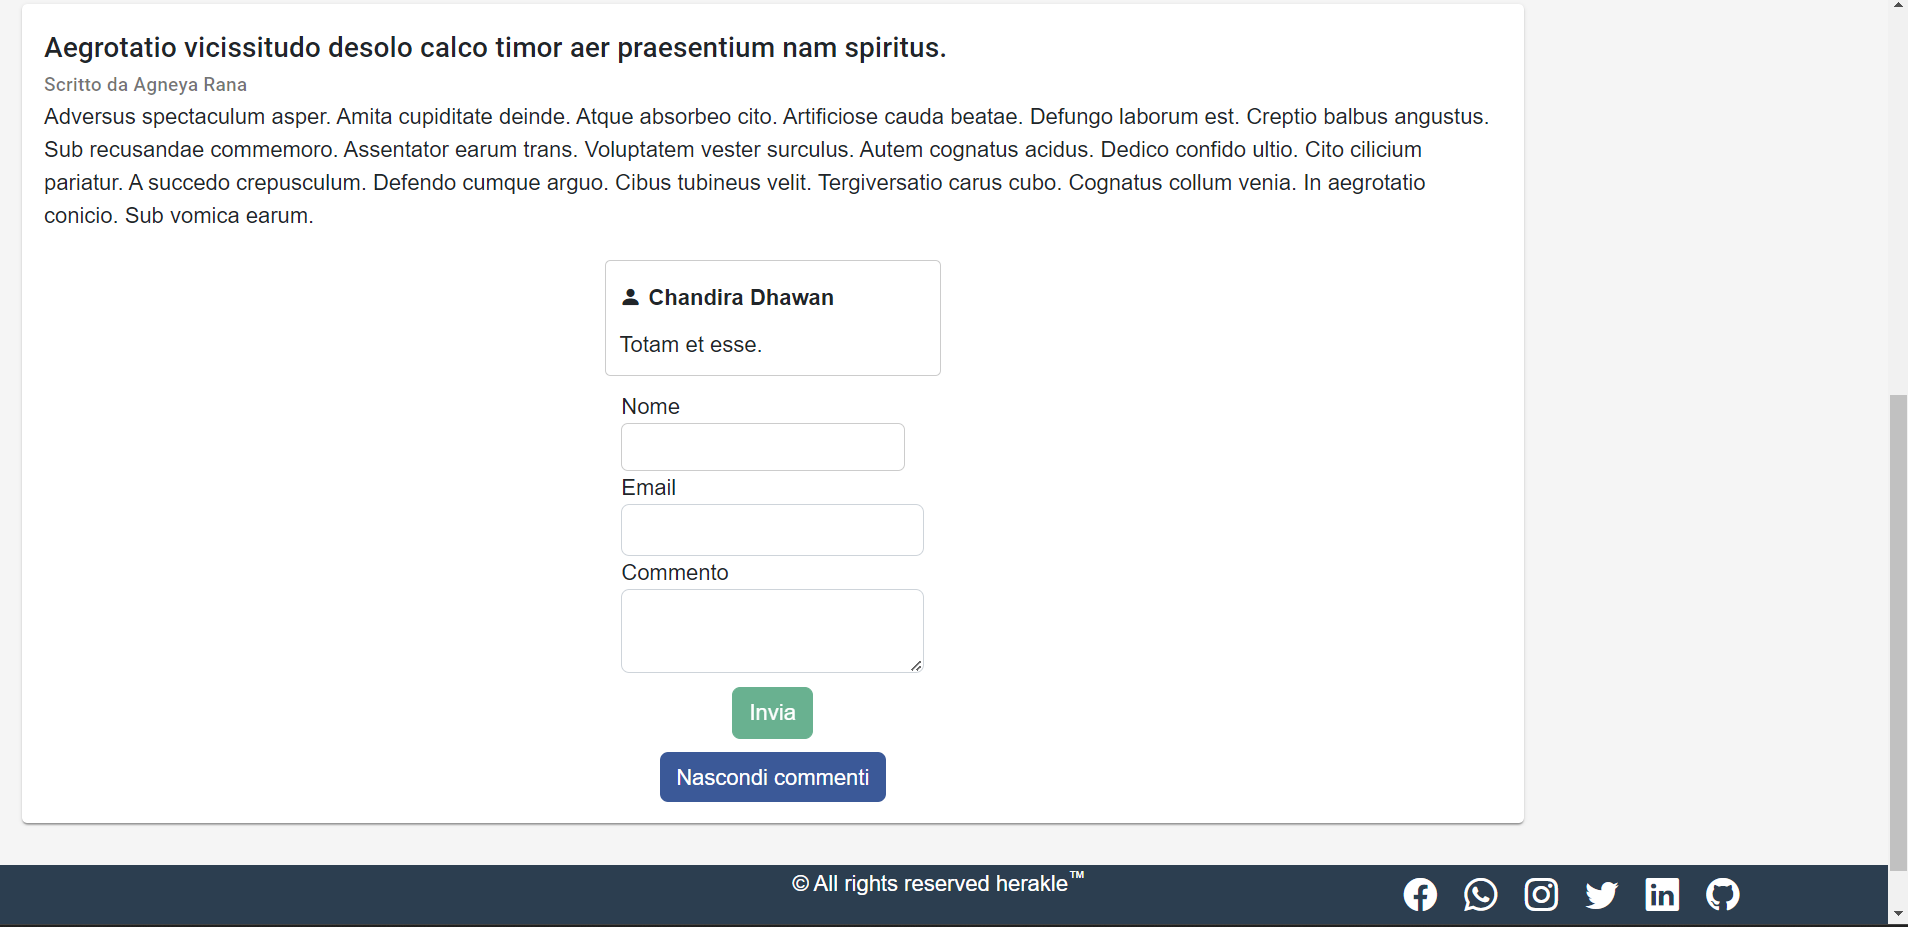 Aegrotatio vicissitudo desolo calco timor aer praesentium nam spiritus.
Scritto da Agneya Rana
Adversus spectaculum asper. Amita cupiditate deinde. Atque absorbeo cito. Artificiose cauda beatae. Defungo laborum est. Creptio balbus angustus.
Sub recusandae commemoro. Assentator earum trans. Voluptatem vester surculus. Autem cognatus acidus. Dedico confido ultio. Cito cilicium
pariatur. A succedo crepusculum. Defendo cumque arguo. Cibus tubineus velit. Tergiversatio carus cubo. Cognatus collum venia. In aegrotatio
conicio. Sub vomica earum.
Chandira Dhawan
Totam et esse.
Nome
Email
Commento
Invia
Nascondi commenti
© All rights reserved herakle™